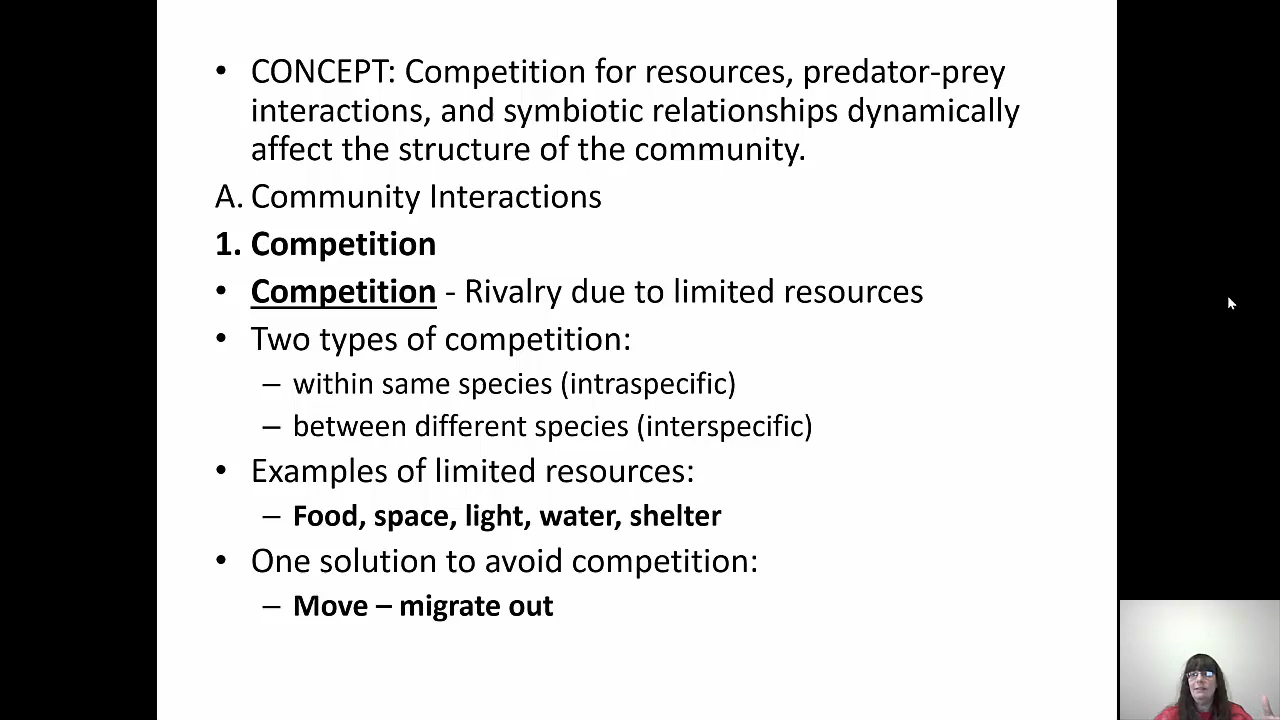 • CONCEPT: Competition for resources, predator-prey
interactions, and symbiotic relationships dynamically
affect the structure of the community.
A. Community Interactions
1. Competition
• Competition - Rivalry due to limited resources
• Two types of competition:
– within same species (intraspecific)
– between different species (interspecific)
• Examples of limited resources:
– Food, space, light, water, shelter
• One solution to avoid competition:
– Move – migrate out